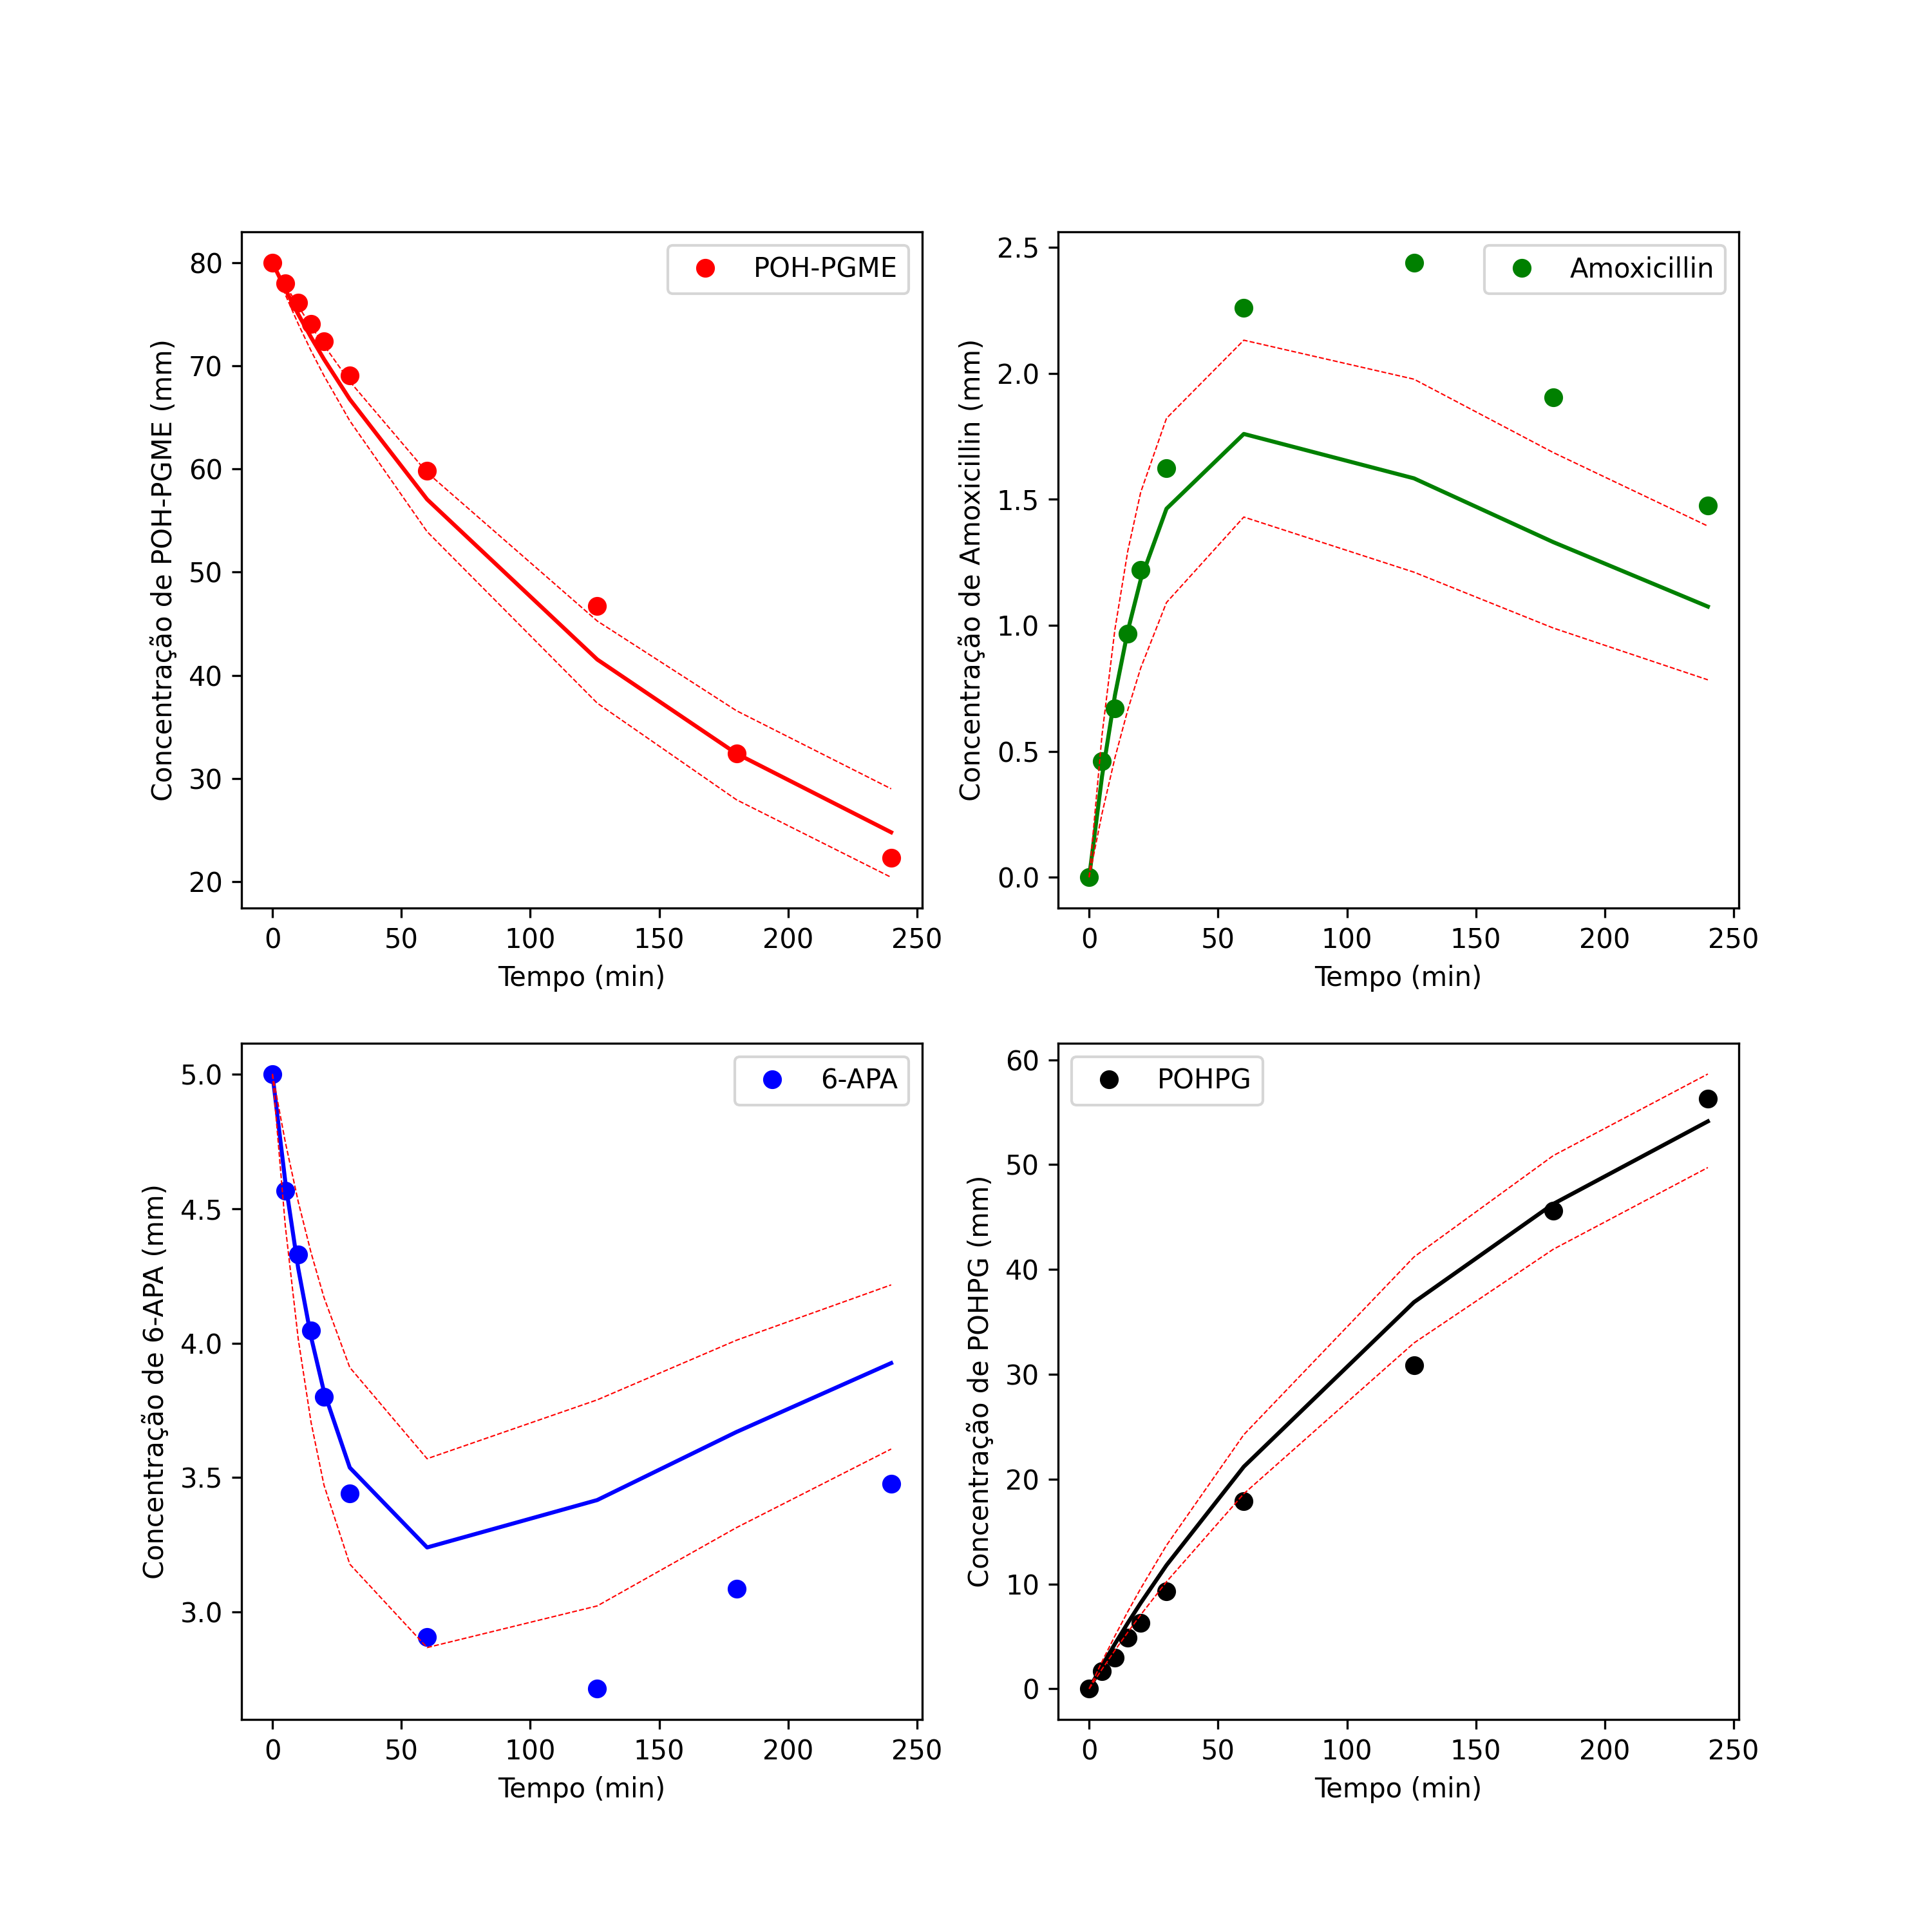 POH-PGME
Concentração de POH-PGME (mm)
80
70
60
50
40
30
20
0 50 100 150 200 250
Tempo (min)
Amoxicillin
Concentração de Amoxicillin (mm)
2.5
2.0
1.5
1.0
0.5
0.0
0 50 100 150 200 250
Tempo (min)
6-APA
Concentração de 6-APA (mm)
5.0
4.5
4.0
3.5
3.0
0 50 100 150 200 250
Tempo (min)
POHPG
Concentração de POHPG (mm)
60
50
40
30
20
10
0
0 50 100 150 200 250
Tempo (min)